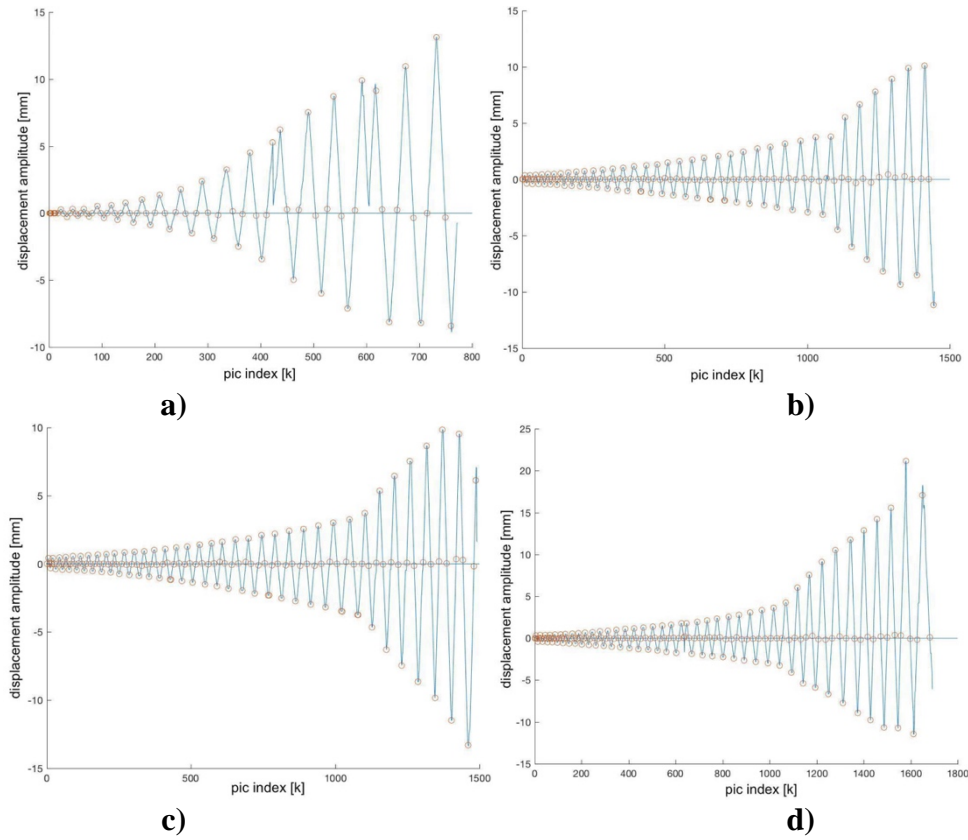 15
10
5
0
-5
-10
displacement amplitude [mm]
0 100 200 300 400 500 600 700 800
pic index [k]
a)
15
10
5
0
-5
-10
-15
displacement amplitude [mm]
500 1000 1500
pic index [k]
b)
10
5
0
-5
-10
-15
displacement amplitude [mm]
0 500 1000 1500
pic index [k]
c)
25
20
15
10
5
0
-5
-10
-15
displacement amplitude [mm]
0 200 400 600 800 1000 1200 1400 1600 1800
pic index [k]
d)